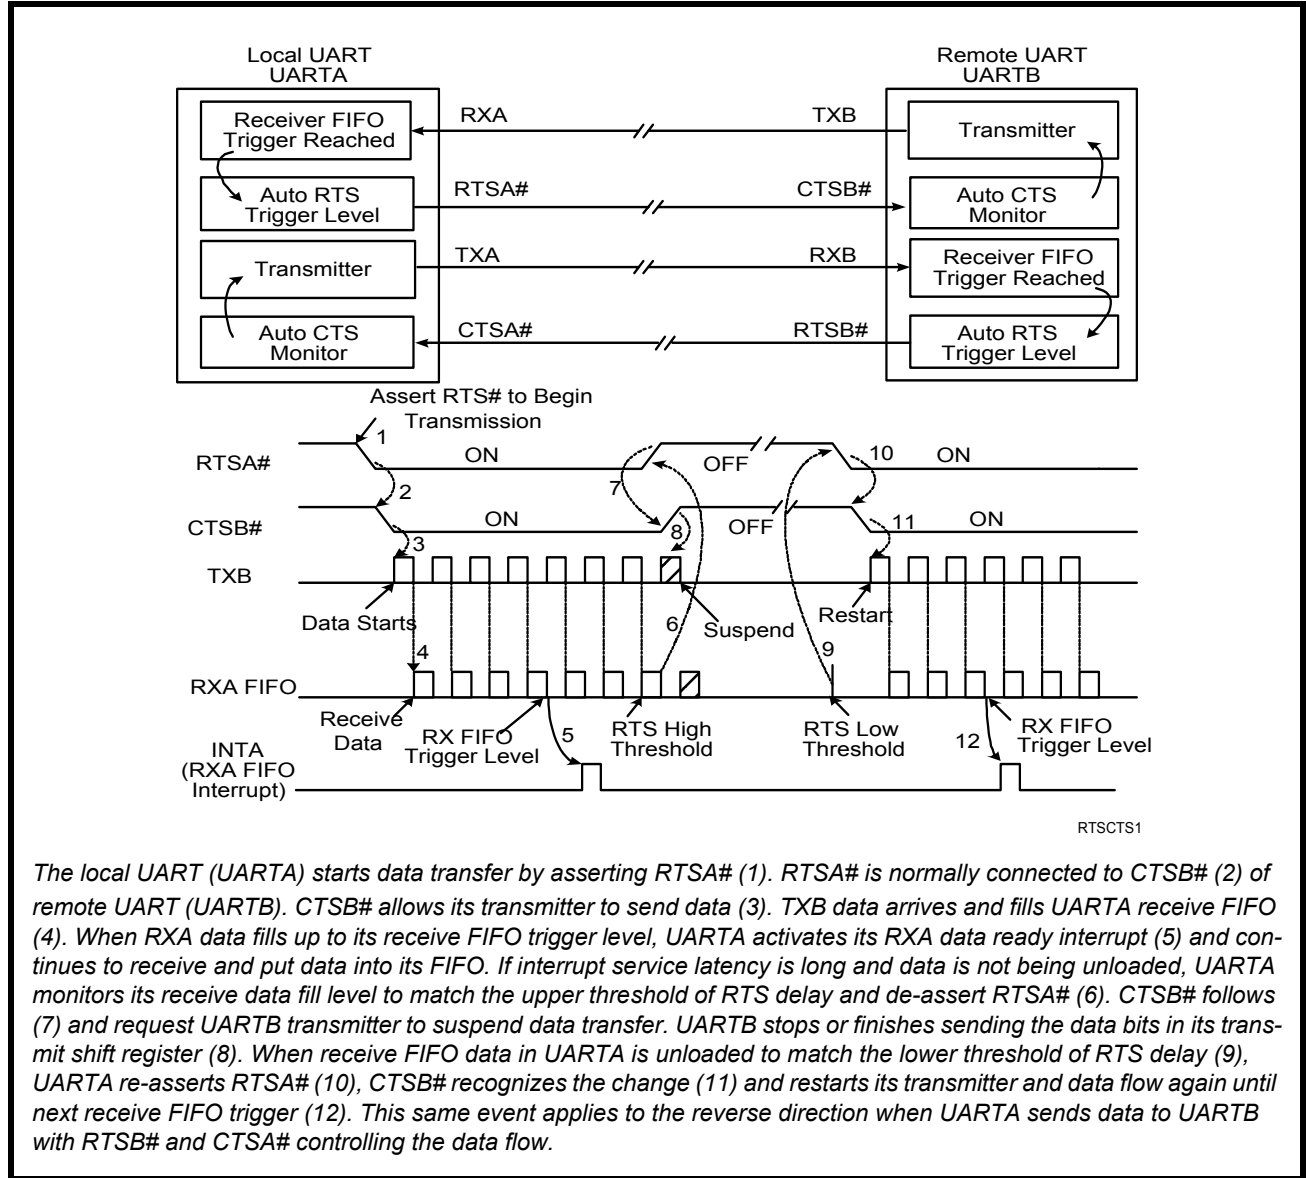 Local UART
UARTA
Remote UART
UARTB
Receiver FIFO
Trigger Reached
RXA
TXB
Transmitter
Auto RTS
Trigger Level
RTSA#
CTSB#
Auto CTS
Monitor
Transmitter
TXA
RXB
Receiver FIFO
Trigger Reached
Auto CTS
Monitor
CTSA#
RTSB#
Auto RTS
Trigger Level
Assert RTS# to Begin
Transmission
1
RTSA#
ON
7
OFF
10
ON
2
CTSB#
ON
8
OFF
11
ON
3
TXB
Data Starts
6
Suspend
Restart
4
9
RXA FIFO
Receive
Data
RX FIFO
Trigger Level
5
RTS High
Threshold
RTS Low
Threshold
12
RX FIFO
Trigger Level
INTA
(RXA FIFO
Interrupt)
RTSCTS1
The local UART (UARTA) starts data transfer by asserting RTSA# (1). RTSA# is normally connected to CTSB# (2) of
remote UART (UARTB). CTSB# allows its transmitter to send data (3). TXB data arrives and fills UARTA receive FIFO
(4). When RXA data fills up to its receive FIFO trigger level, UARTA activates its RXA data ready interrupt (5) and con-
tinues to receive and put data into its FIFO. If interrupt service latency is long and data is not being unloaded, UARTA
monitors its receive data fill level to match the upper threshold of RTS delay and de-assert RTSA# (6). CTSB# follows
(7) and request UARTB transmitter to suspend data transfer. UARTB stops or finishes sending the data bits in its trans-
mit shift register (8). When receive FIFO data in UARTA is unloaded to match the lower threshold of RTS delay (9),
UARTA re-asserts RTSA# (10), CTSB# recognizes the change (11) and restarts its transmitter and data flow again until
next receive FIFO trigger (12). This same event applies to the reverse direction when UARTA sends data to UARTB
with RTSB# and CTSA# controlling the data flow.